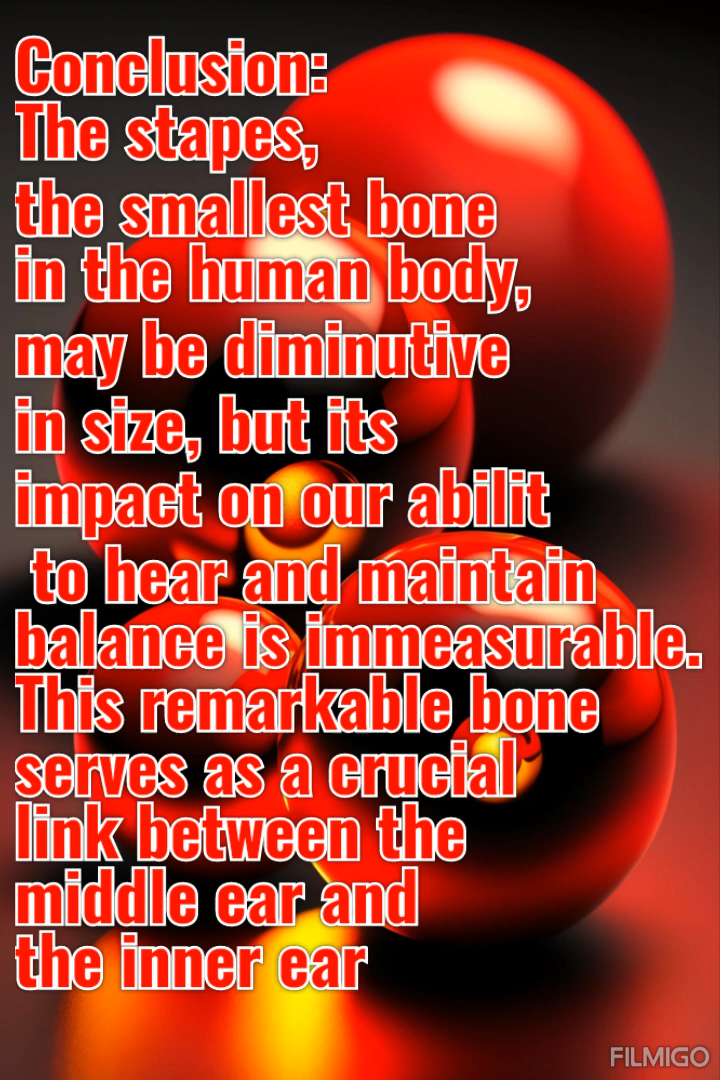 Conclusion:
The stapes,
the smallest bone
in the human body,
may be diminutive
in size, but its
impact on our abilit
to hear and maintain
balance is immeasurable.
This remarkable bone
serves as a crucial
link between the
middle ear and
the inner ear
FILMIGO